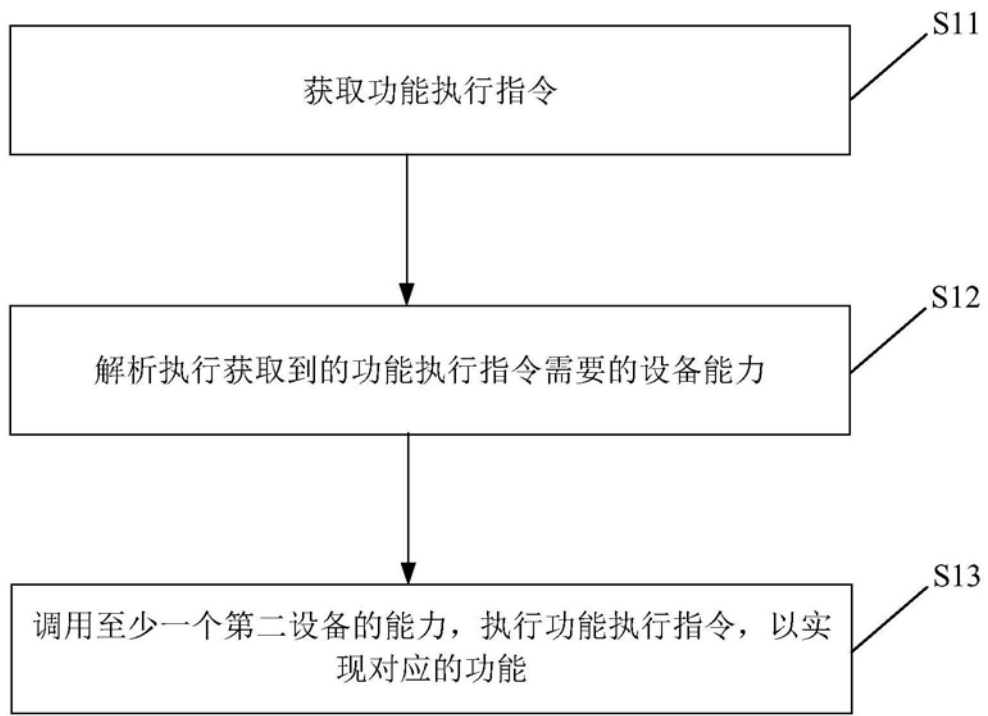 S11
获取功能执行指令
S12
解析执行获取到的功能执行指令需要的设备能力
S13
调用至少一个第二设备的能力，执行功能执行指令，以实
现对应的功能